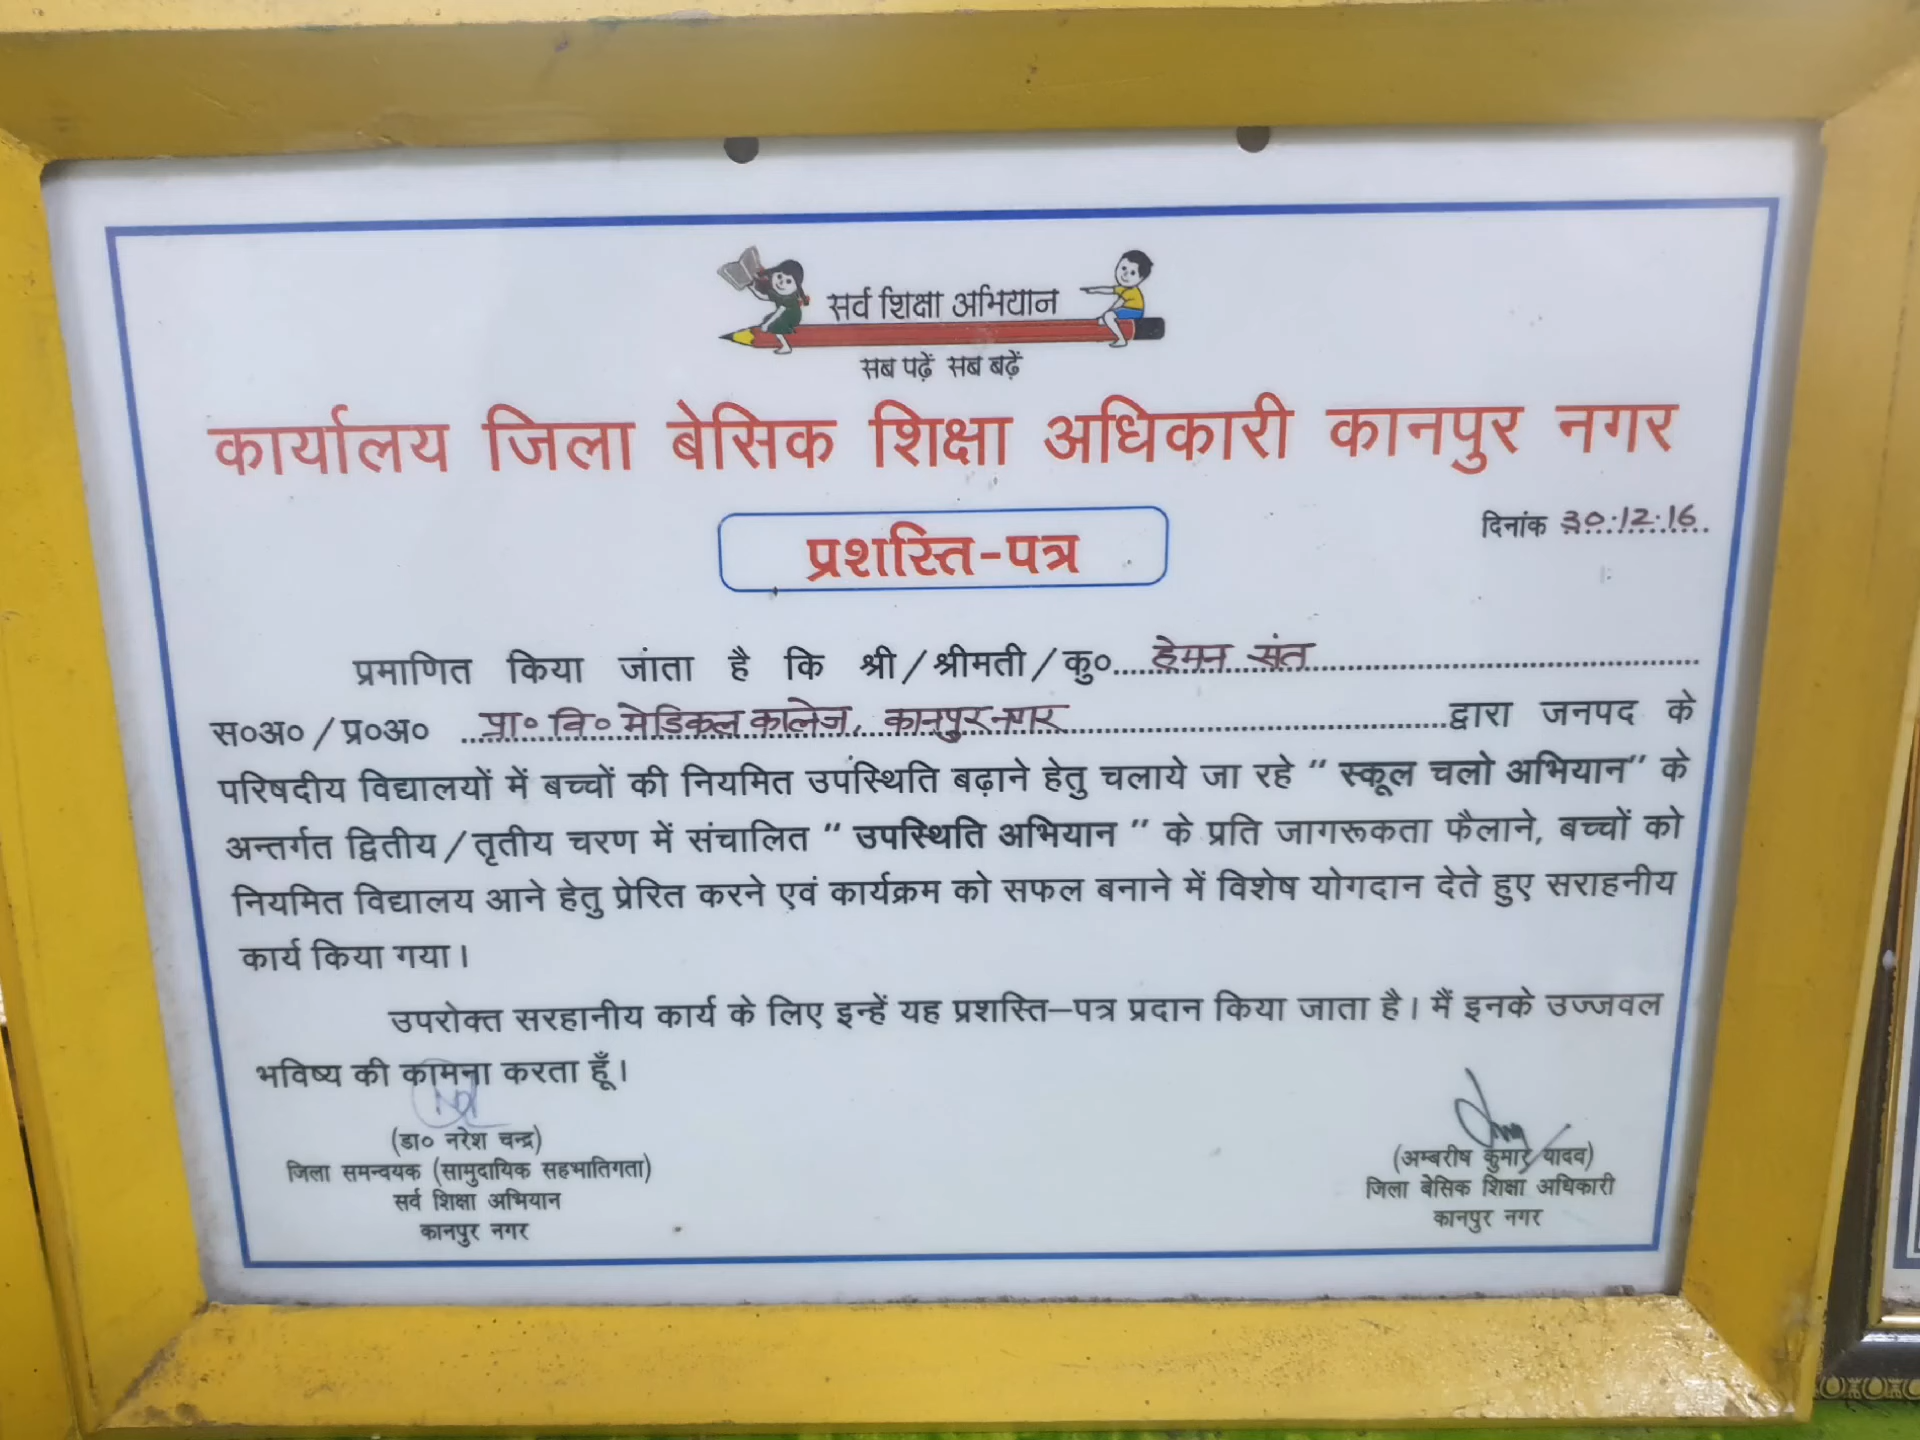 सर्व शिक्षा अभियान
सब पढ़ें सब बढ़ें
कार्यालय जिला बेसिक शिक्षा अधिकारी कानपुर नगर
दिनांक 30.12.16
प्रशस्ति-पत्र
प्रमाणित किया जाता है कि श्री/श्रीमती/कु० हेमन संत
स०अ०/प्र०अ० प्रा० वि० मेडिकल कालेज, कानपुर नगर द्वारा जनपद के
परिषदीय विद्यालयों में बच्चों की नियमित उपस्थिति बढ़ाने हेतु चलाये जा रहे " स्कूल चलो अभियान" के
अन्तर्गत द्वितीय/तृतीय चरण में संचालित " उपस्थिति अभियान " के प्रति जागरूकता फैलाने, बच्चों को
नियमित विद्यालय आने हेतु प्रेरित करने एवं कार्यक्रम को सफल बनाने में विशेष योगदान देते हुए सराहनीय
कार्य किया गया।
उपरोक्त सरहानीय कार्य के लिए इन्हें यह प्रशस्ति–पत्र प्रदान किया जाता है। मैं इनके उज्जवल
भविष्य की कामना करता हूँ।
(डा० नरेश चन्द्र)
जिला समन्वयक (सामुदायिक सहभातिगता)
सर्व शिक्षा अभियान
कानपुर नगर
(अम्बरीष कुमार यादव)
जिला बेसिक शिक्षा अधिकारी
कानपुर नगर